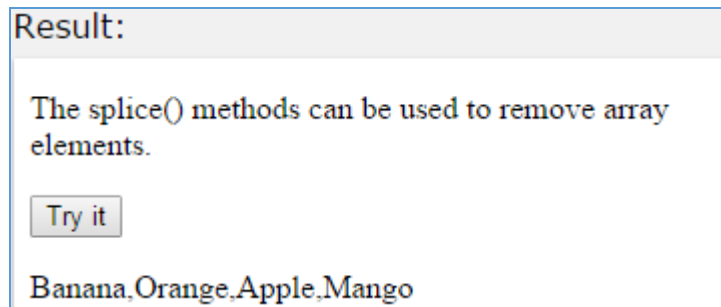 Result:
The splice() methods can be used to remove array
elements.
Try it
Banana,Orange,Apple,Mango